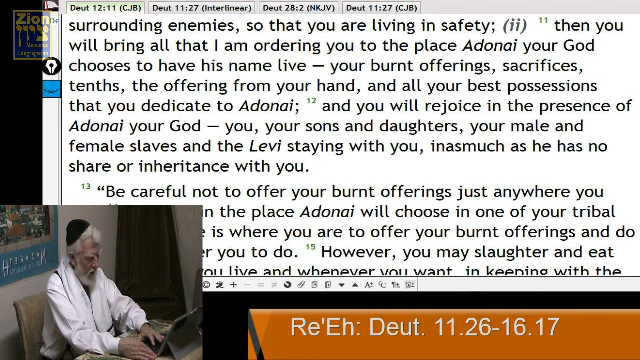 Zion
Messianic
Congregation
Deut 12:11 (CJB)
Deut 11:27 (Interlinear)
Deut 28:2 (NKJV)
Deut 11:27 (CJB)
surrounding enemies, so that you are living in safety; (ii) 11 then you
will bring all that I am ordering you to the place Adonai your God
chooses to have his name live — your burnt offerings, sacrifices,
tenths, the offering from your hand, and all your best possessions
that you dedicate to Adonai; 12 and you will rejoice in the presence of
Adonai your God — you, your sons and daughters, your male and
female slaves and the Levi staying with you, inasmuch as he has no
share or inheritance with you.
13 “Be careful not to offer your burnt offerings just anywhere you
in the place Adonai will choose in one of your tribal
is where you are to offer your burnt offerings and do
you to do. 15 However, you may slaughter and eat
you live and whenever you want, in keeping with the
Re'Eh: Deut. 11.26-16.17